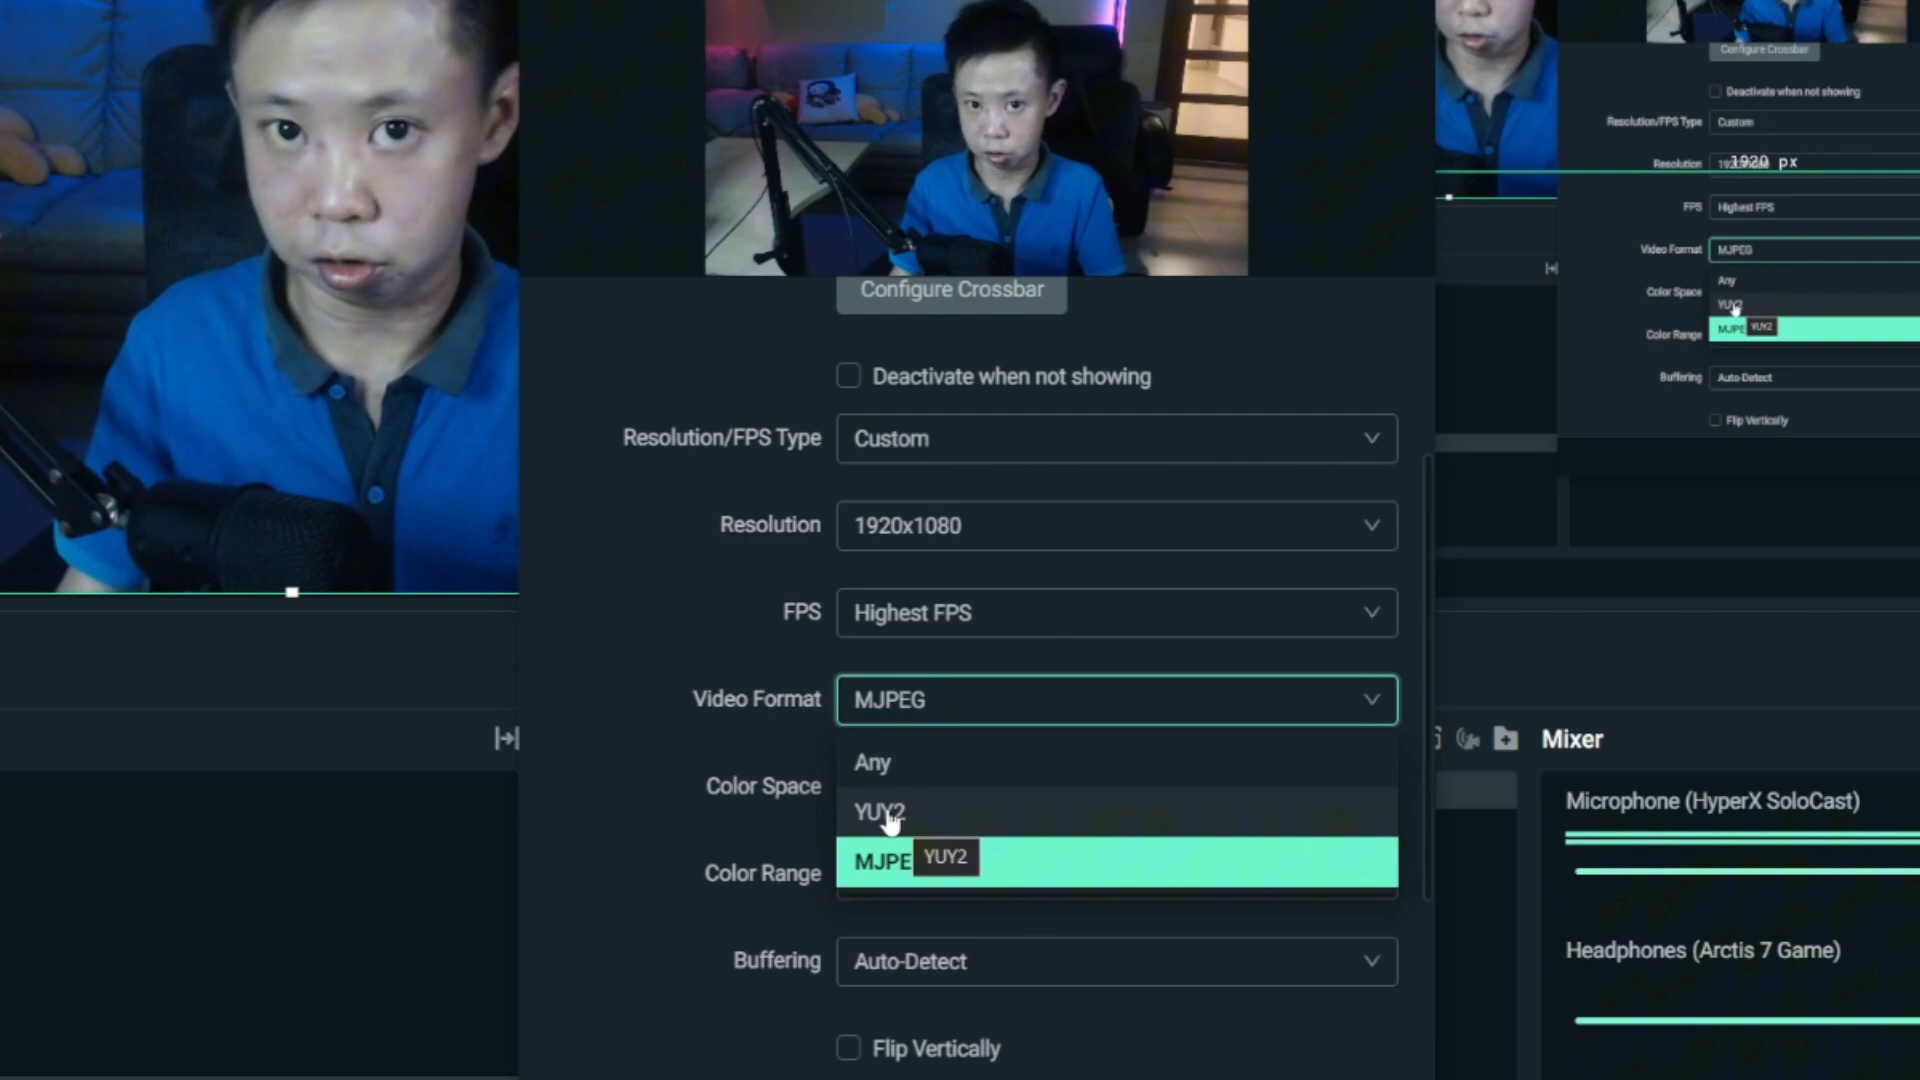 Configure Crossbar
Deactivate when not showing
Resolution/FPS Type
Custom
Resolution
1920x1080
FPS
Highest FPS
Video Format
MJPEG
Any
Color Space
YUY2
MJPE
YUY2
Color Range
Buffering
Auto-Detect
Flip Vertically
Configure Crossbar
Deactivate when not showing
Resolution/FPS Type
Custom
Resolution
1920 px
FPS
Highest FPS
Video Format
MJPEG
Any
Color Space
YUY2
MJPE
YUY2
Color Range
Buffering
Auto-Detect
Flip Vertically
Mixer
Microphone (HyperX SoloCast)
Headphones (Arctis 7 Game)